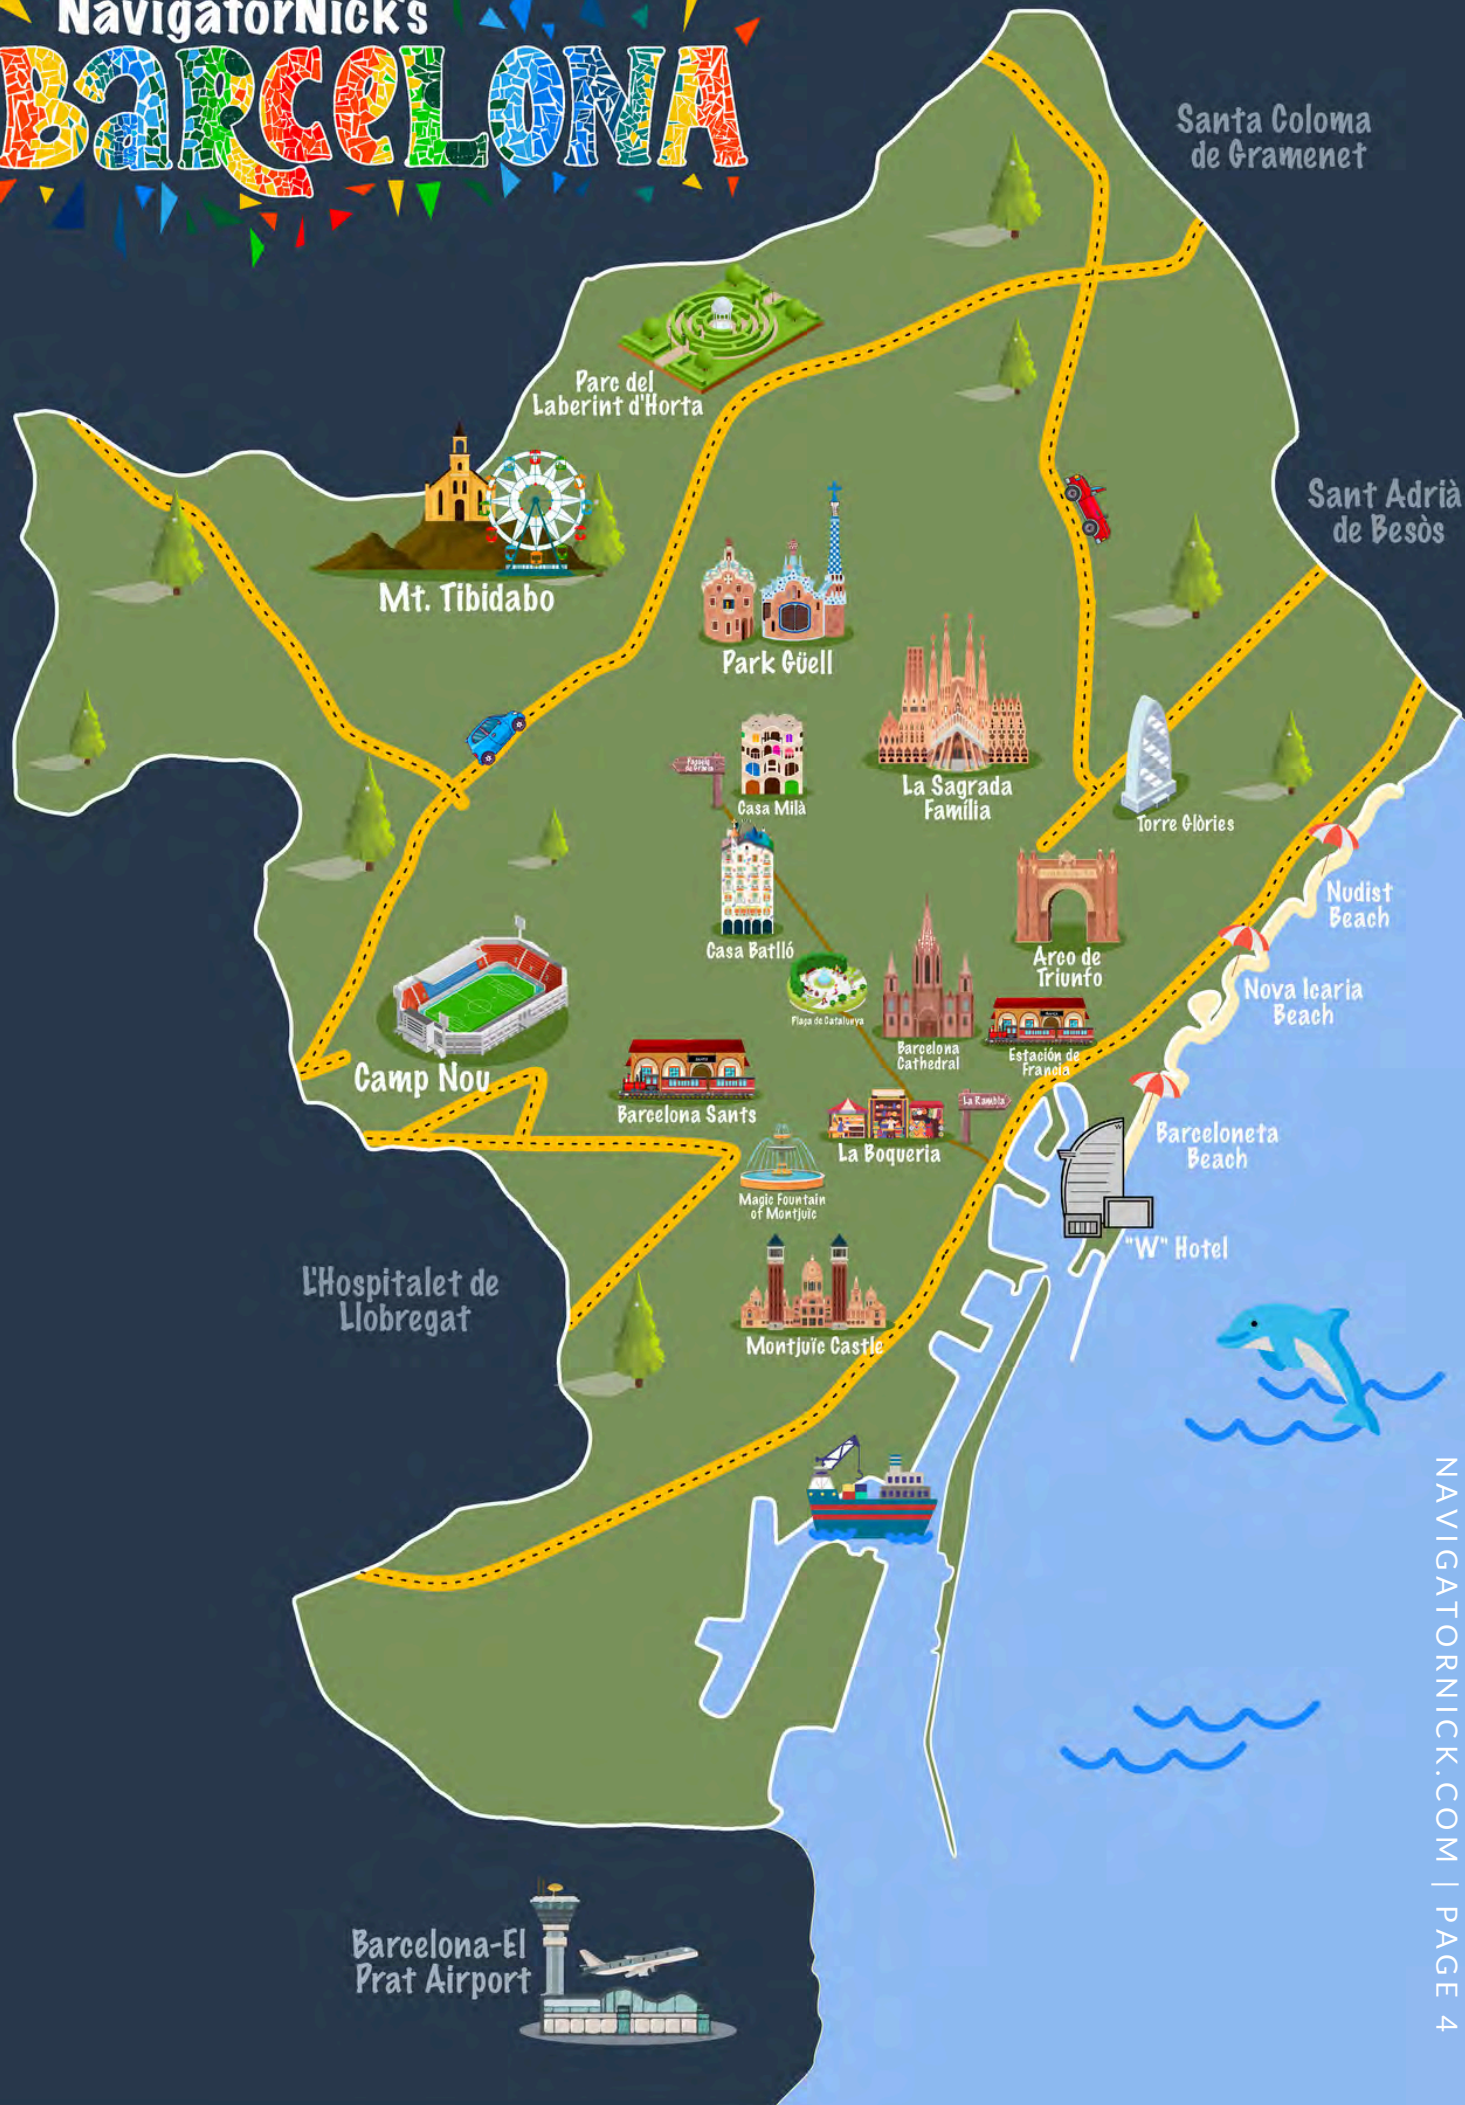 NavigatorNick's
BARCELONA
Santa Coloma
de Gramenet
Parc del
Laberint d'Horta
Sant Adrià
de Besòs
Mt. Tibidabo
Park Güell
Passeig
de Gràcia
Casa Milà
La Sagrada
Família
Torre Glòries
Nudist
Beach
Casa Batlló
Arco de
Triunfo
Nova Icaria
Beach
Plaça de Catalunya
Barcelona
Cathedral
Estación de
Francia
Camp Nou
Barcelona Sants
La Rambla
La Boqueria
Barceloneta
Beach
Magic Fountain
of Montjuïc
"W" Hotel
L'Hospitalet de
Llobregat
Montjuïc Castle
Barcelona-El
Prat Airport
NAVIGATORNICK.COM | PAGE 4